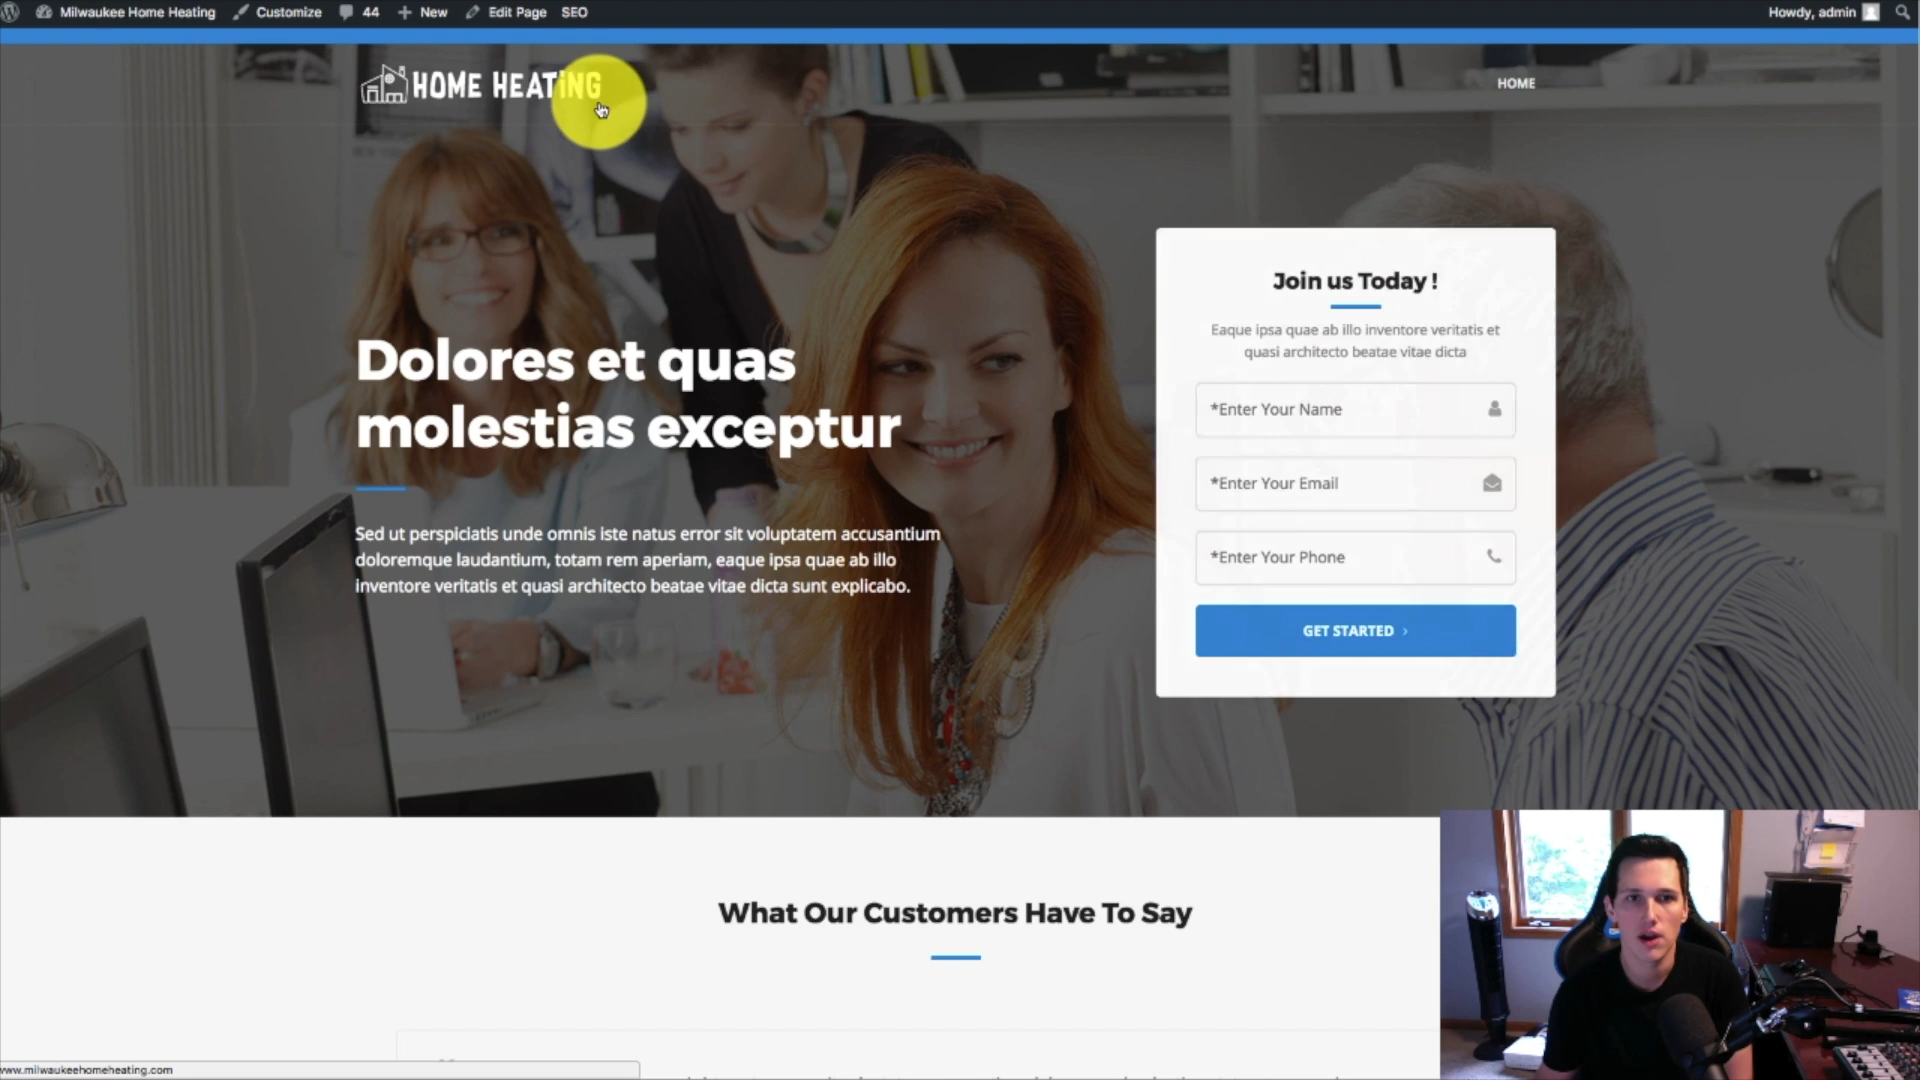 Milwaukee Home Heating Customize 44 New Edit Page SEO Howdy, admin
HOME HEATING
HOME
Join us Today !
Eaque ipsa quae ab illo inventore veritatis et
quasi architecto beatae vitae dicta
*Enter Your Name
*Enter Your Email
*Enter Your Phone
GET STARTED ›
Dolores et quas
molestias exceptur
Sed ut perspiciatis unde omnis iste natus error sit voluptatem accusantium
doloremque laudantium, totam rem aperiam, eaque ipsa quae ab illo
inventore veritatis et quasi architecto beatae vitae dicta sunt explicabo.
What Our Customers Have To Say
www.milwaukeehomeheating.com